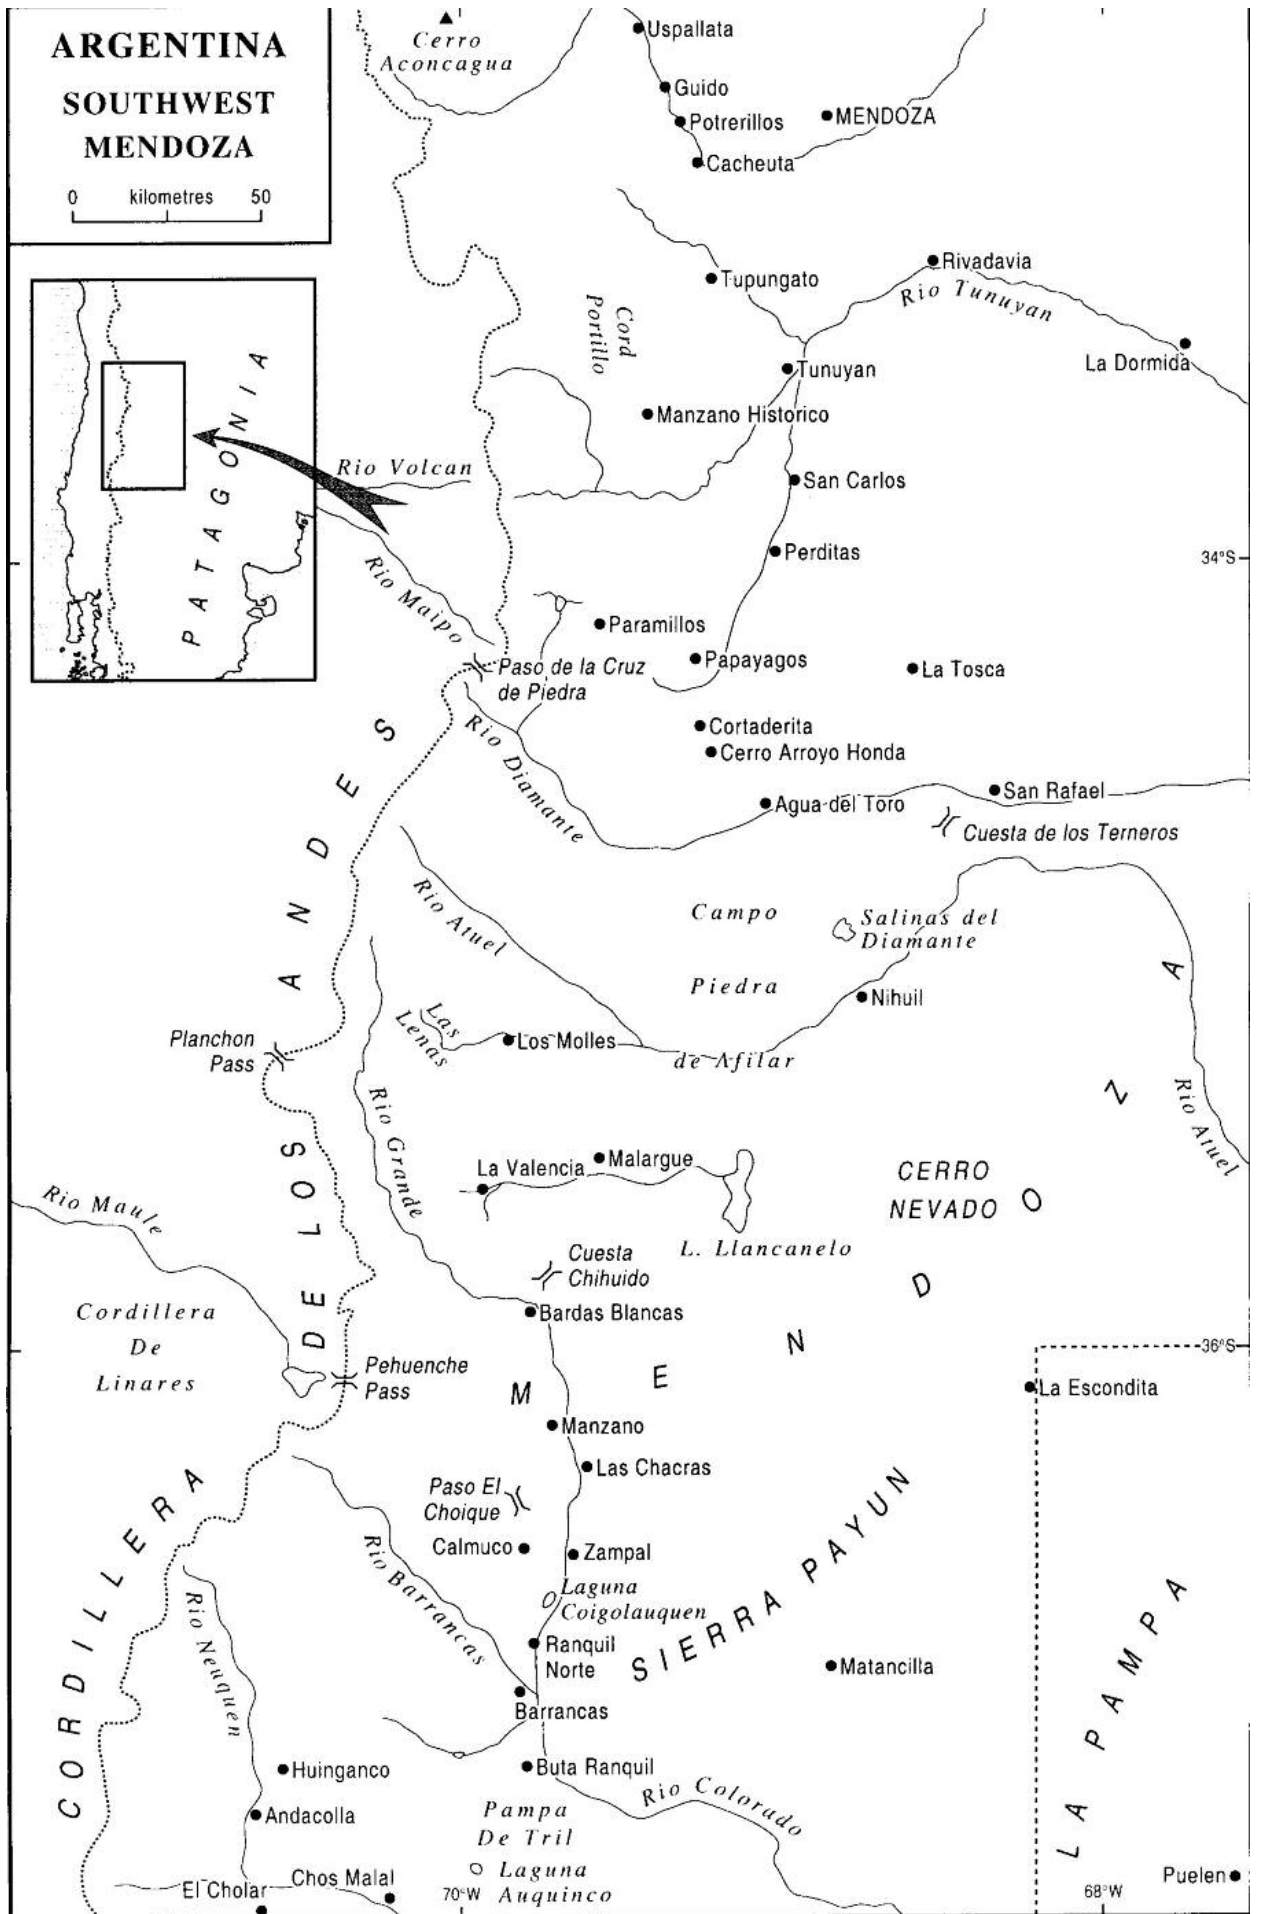 ARGENTINA
SOUTHWEST
MENDOZA
0 kilometres 50
Cerro
Aconcagua
Uspallata
Guido
Potrerillos
MENDOZA
Cacheuta
Tupungato
Rivadavia
Rio Tunuyan
Cord
Portillo
La Dormida
Tunuyan
Manzano Historico
PATAGONIA
Rio Volcan
San Carlos
Perditas
34°S
Rio Maipo
Paramillos
Papayagos
La Tosca
Paso de la Cruz
de Piedra
Rio Diamante
Cortaderita
Cerro Arroyo Honda
Agua del Toro
San Rafael
Cuesta de los Terneros
Rio Atuel
Campo
Piedra
de Afilar
Salinas del
Diamante
Nihuil
Las
Lenas
Los Molles
Planchon
Pass
Rio Grande
Rio Atuel
La Valencia
Malargue
CERRO
NEVADO
L. Llancanelo
Rio Maule
Cuesta
Chihuido
Bardas Blancas
Cordillera
De
Linares
Pehuenche
Pass
36°S
La Escondita
MENDOZA
Manzano
Las Chacras
Paso El
Choique
Calmuco
Zampal
Rio Barrancas
Laguna
Coigolauquen
Ranquil
Norte
SIERRA PAYUN
Matancilla
Rio Neuquen
Barrancas
CORDILLERA DE LOS ANDES
LA PAMPA
Huinganco
Buta Ranquil
Rio Colorado
Andacolla
Pampa
De Tril
Laguna
Auquinco
El Cholar
Chos Malal
70°W
68°W
Puelen